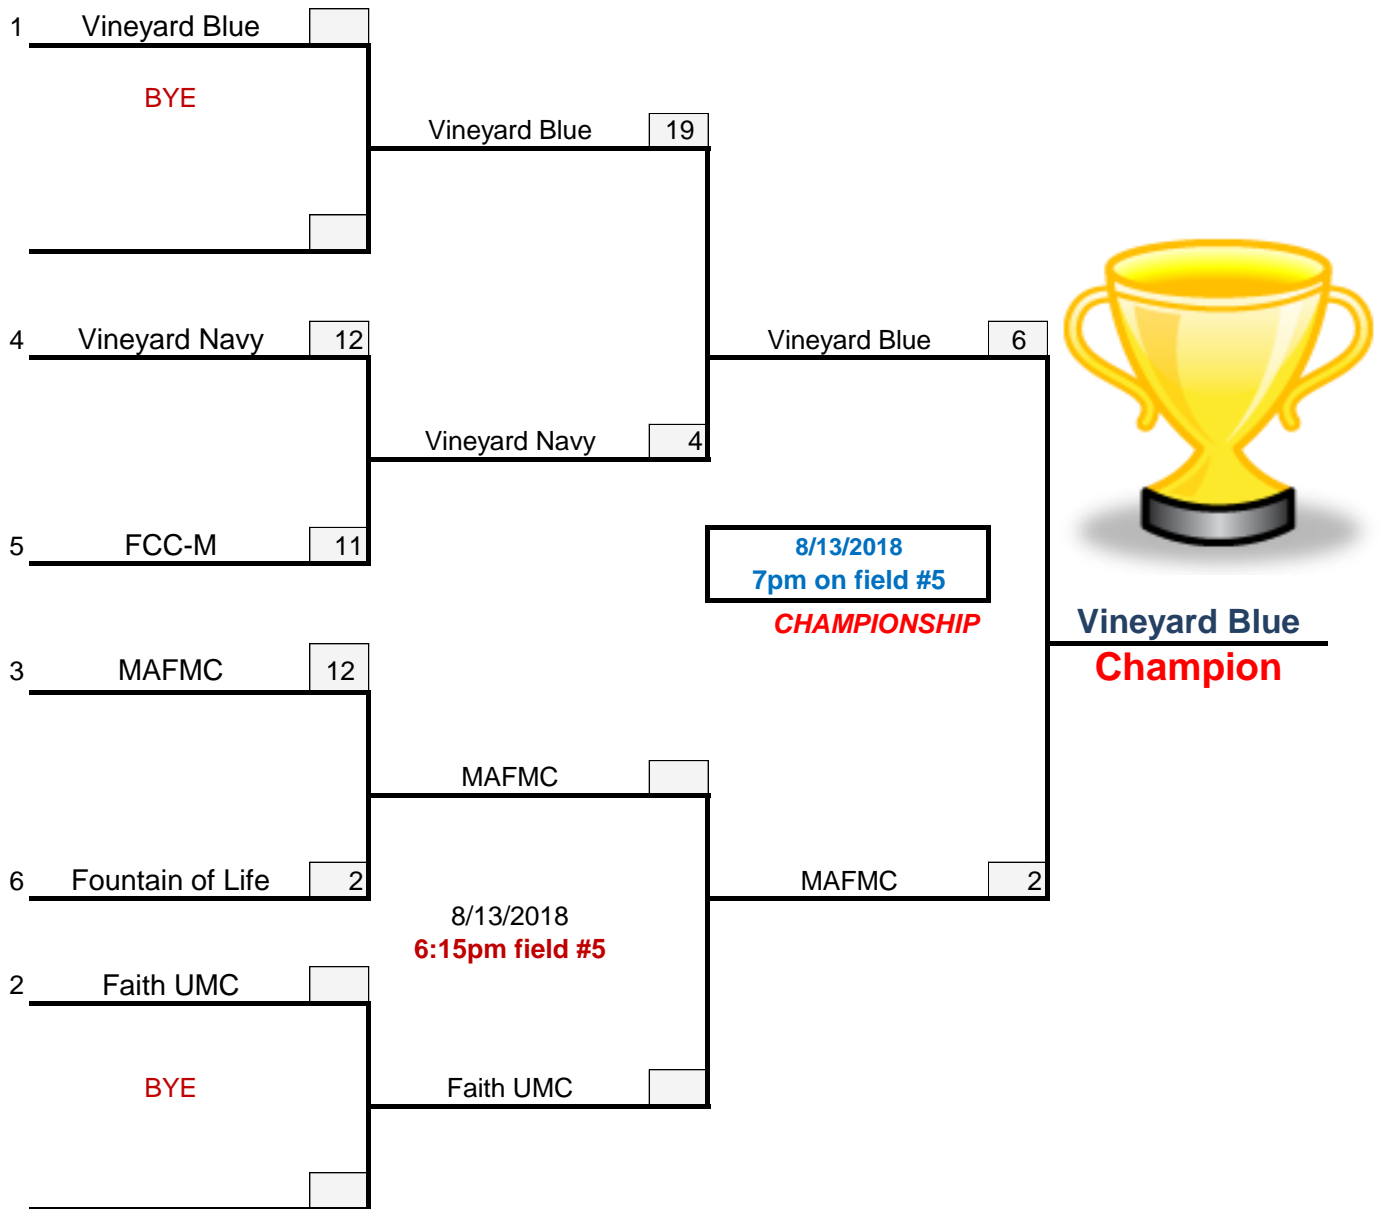 1 Vineyard Blue
BYE
Vineyard Blue 19
4 Vineyard Navy 12
Vineyard Blue 6
Vineyard Navy 4
5 FCC-M 11
8/13/2018
7pm on field #5
CHAMPIONSHIP
Vineyard Blue
Champion
3 MAFMC 12
MAFMC
6 Fountain of Life 2
MAFMC 2
8/13/2018
6:15pm field #5
2 Faith UMC
BYE
Faith UMC